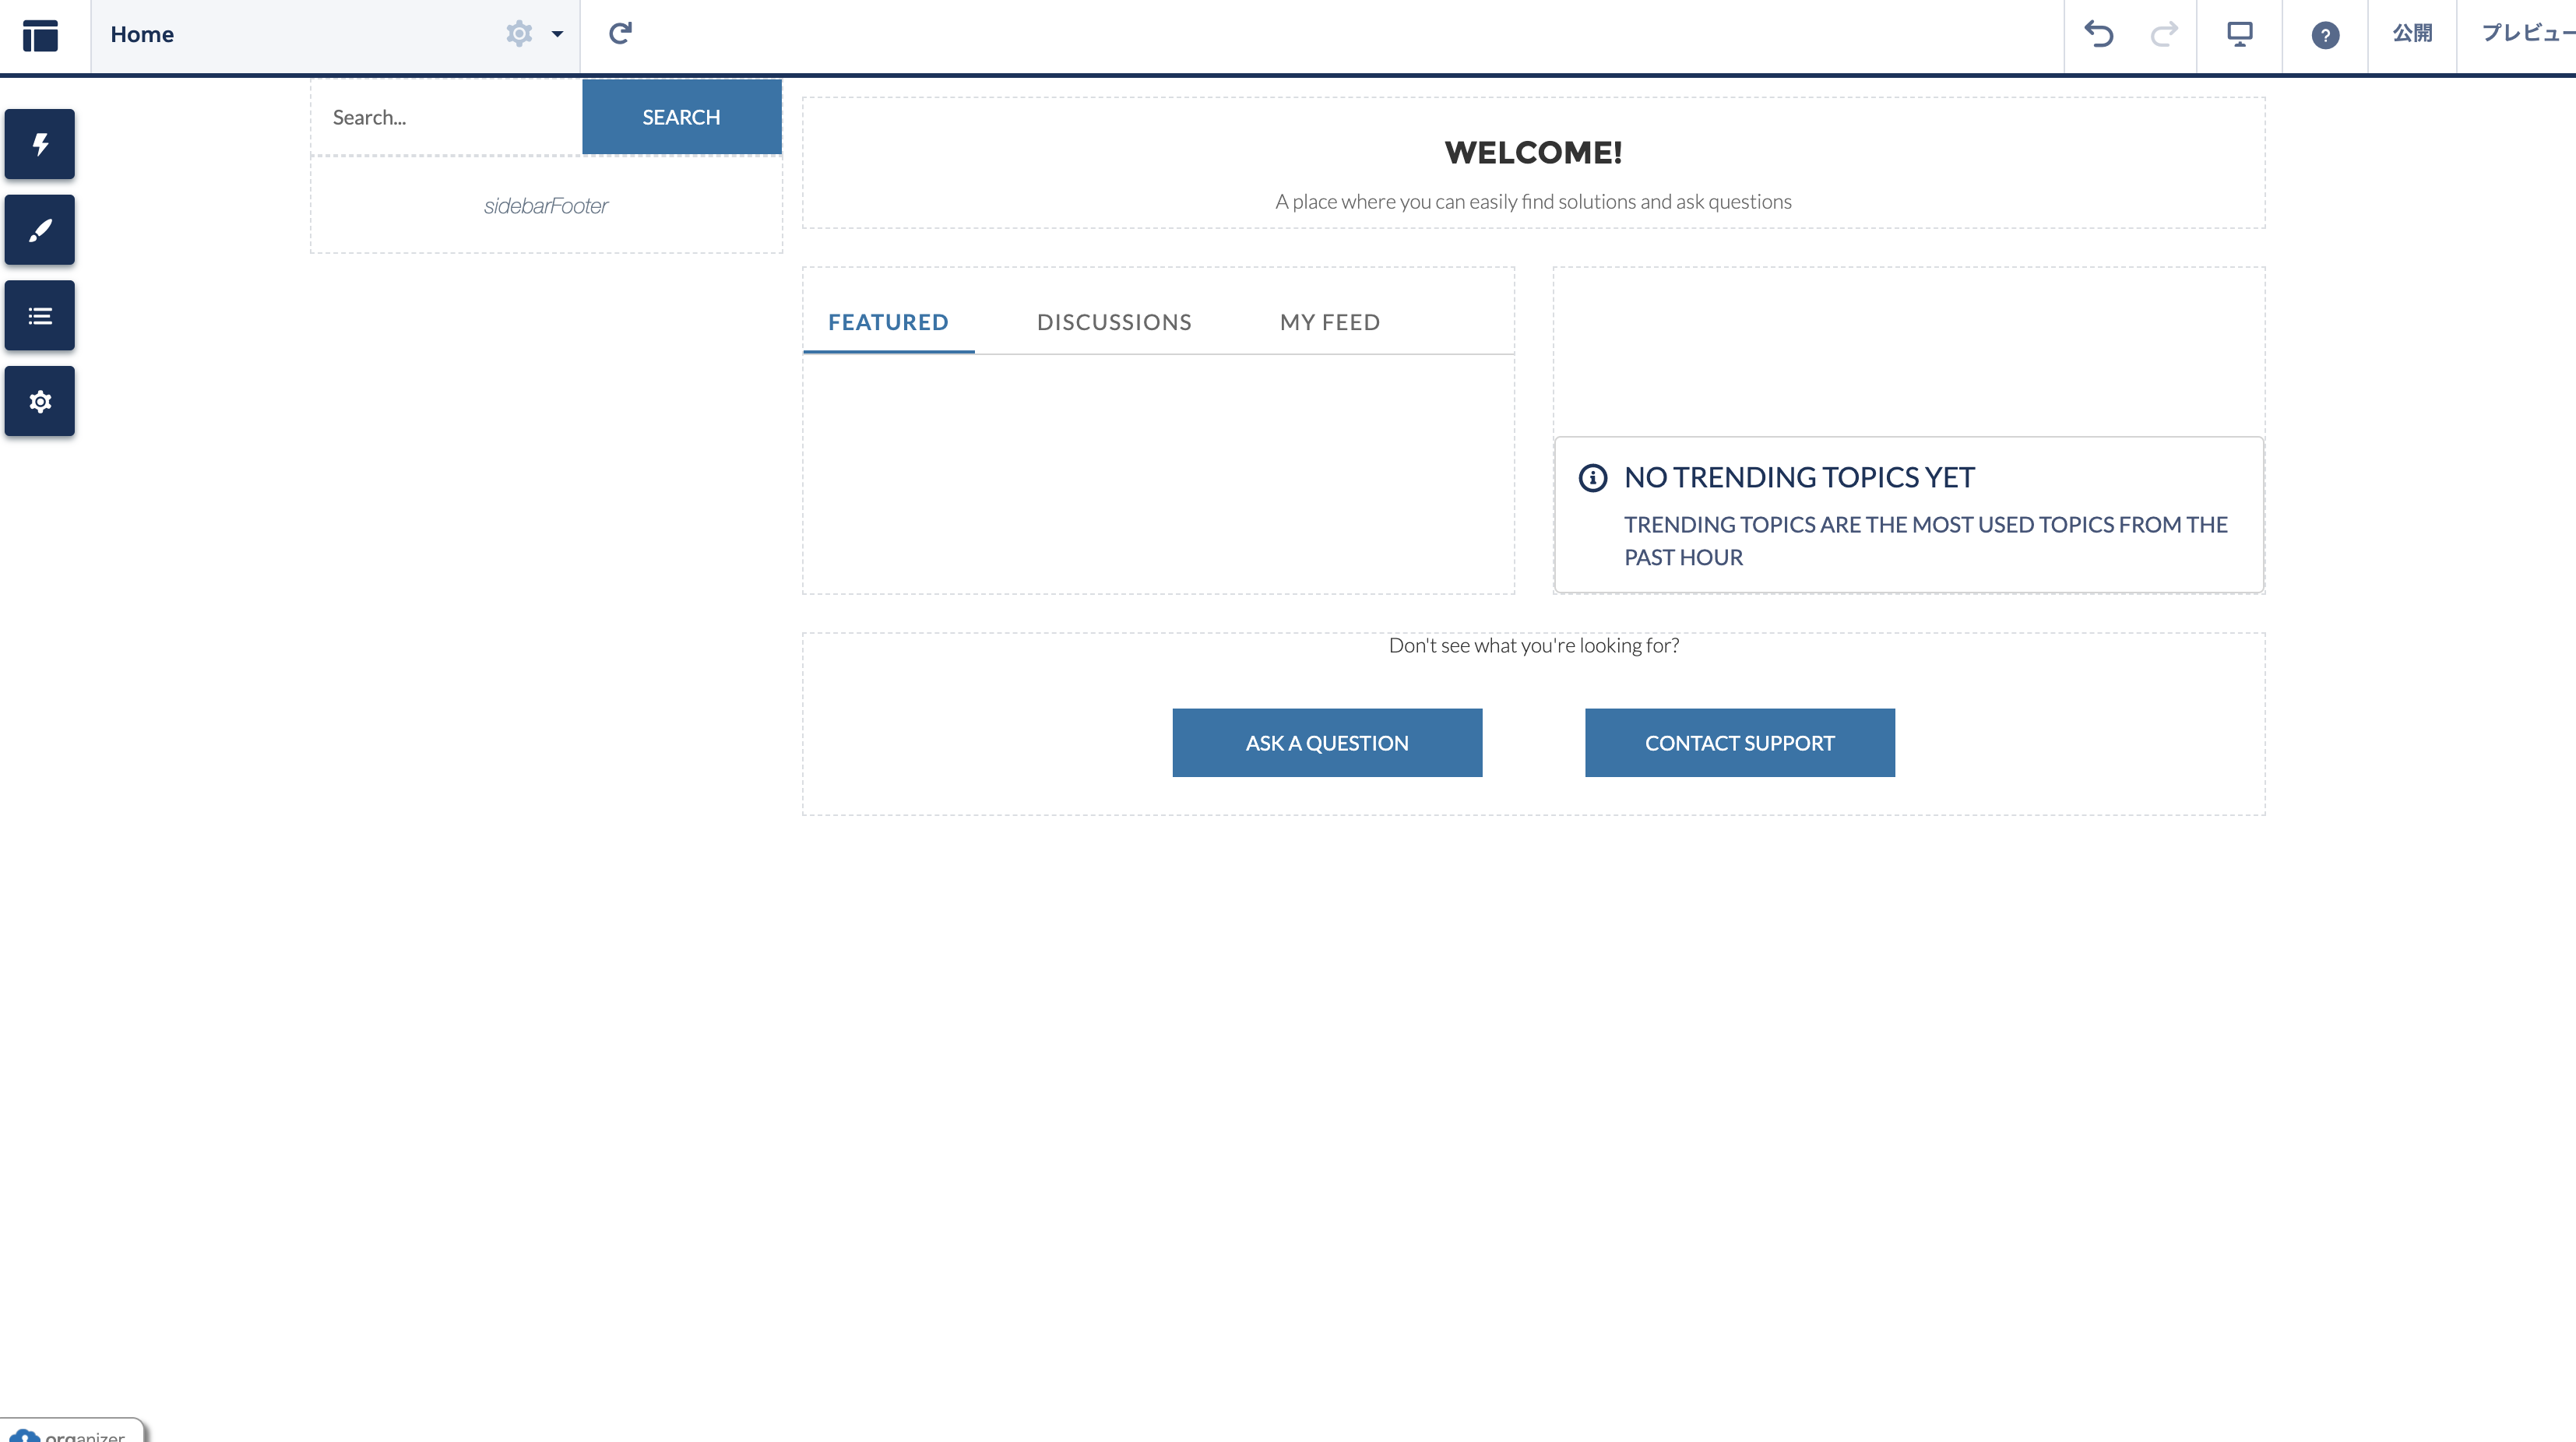 Home
公開
プレビュー
Search...
SEARCH
sidebarFooter
WELCOME!
A place where you can easily find solutions and ask questions
FEATURED
DISCUSSIONS
MY FEED
NO TRENDING TOPICS YET
TRENDING TOPICS ARE THE MOST USED TOPICS FROM THE
PAST HOUR
Don't see what you're looking for?
ASK A QUESTION
CONTACT SUPPORT
organizer